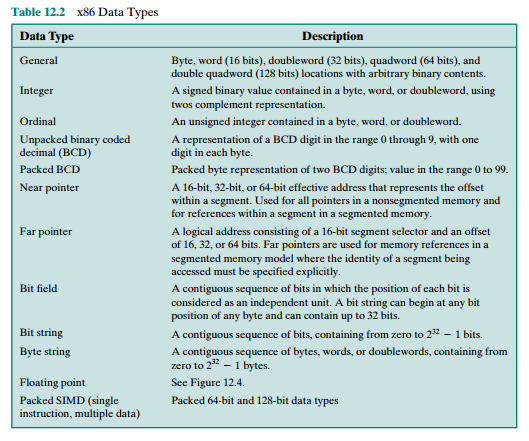 Table 12.2 x86 Data Types
Data Type Description
General Byte, word (16 bits), doubleword (32 bits), quadword (64 bits), and
double quadword (128 bits) locations with arbitrary binary contents.
Integer A signed binary value contained in a byte, word, or doubleword, using
twos complement representation.
Ordinal An unsigned integer contained in a byte, word, or doubleword.
Unpacked binary coded A representation of a BCD digit in the range 0 through 9, with one
decimal (BCD) digit in each byte.
Packed BCD Packed byte representation of two BCD digits; value in the range 0 to 99.
Near pointer A 16-bit, 32-bit, or 64-bit effective address that represents the offset
within a segment. Used for all pointers in a nonsegmented memory and
for references within a segment in a segmented memory.
Far pointer A logical address consisting of a 16-bit segment selector and an offset
of 16, 32, or 64 bits. Far pointers are used for memory references in a
segmented memory model where the identity of a segment being
accessed must be specified explicitly.
Bit field A contiguous sequence of bits in which the position of each bit is
considered as an independent unit. A bit string can begin at any bit
position of any byte and can contain up to 32 bits.
Bit string A contiguous sequence of bits, containing from zero to 2³² − 1 bits.
Byte string A contiguous sequence of bytes, words, or doublewords, containing from
zero to 2³² − 1 bytes.
Floating point See Figure 12.4.
Packed SIMD (single Packed 64-bit and 128-bit data types
instruction, multiple data)